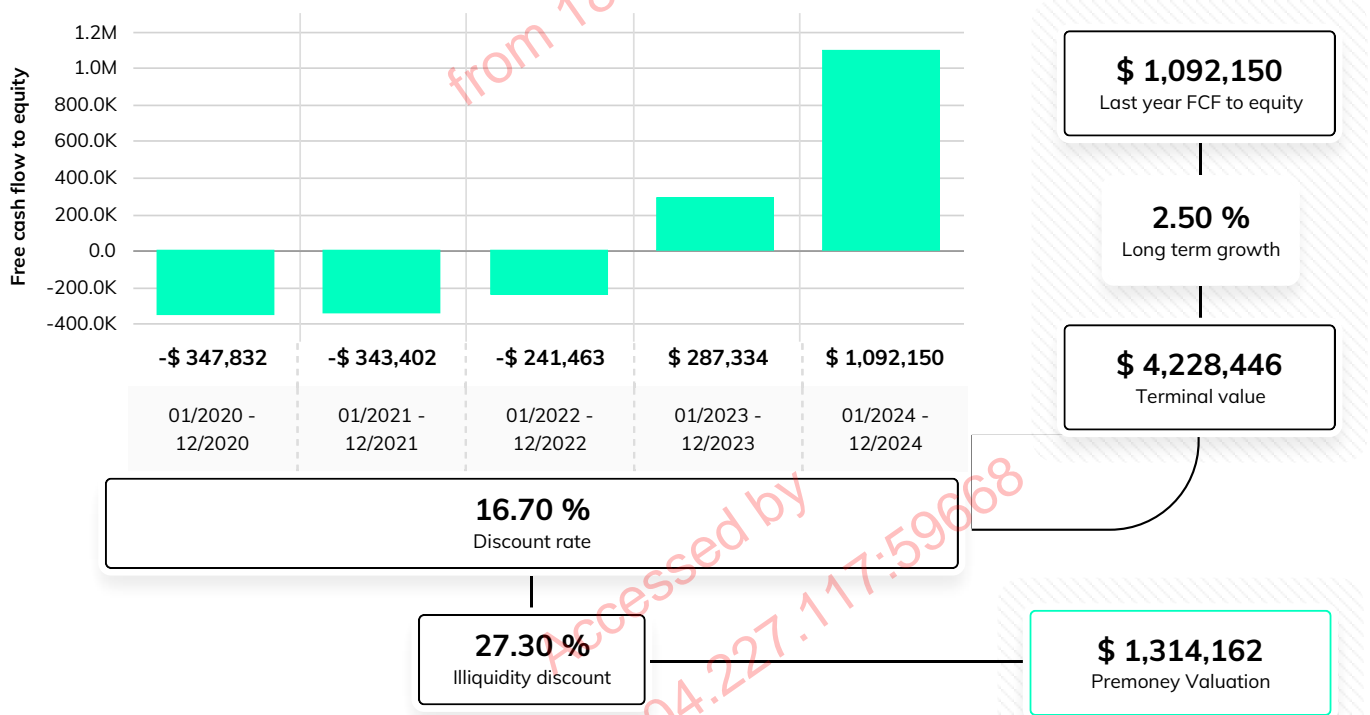 Free cash flow to equity
1.2M
1.0M
800.0K
600.0K
400.0K
200.0K
0.0
-200.0K
-400.0K
-$ 347,832
-$ 343,402
-$ 241,463
$ 287,334
$ 1,092,150
01/2020 -
12/2020
01/2021 -
12/2021
01/2022 -
12/2022
01/2023 -
12/2023
01/2024 -
12/2024
$ 1,092,150
Last year FCF to equity
2.50 %
Long term growth
$ 4,228,446
Terminal value
16.70 %
Discount rate
27.30 %
Illiquidity discount
$ 1,314,162
Premoney Valuation
Accessed by
from 18
04.227.117:59668